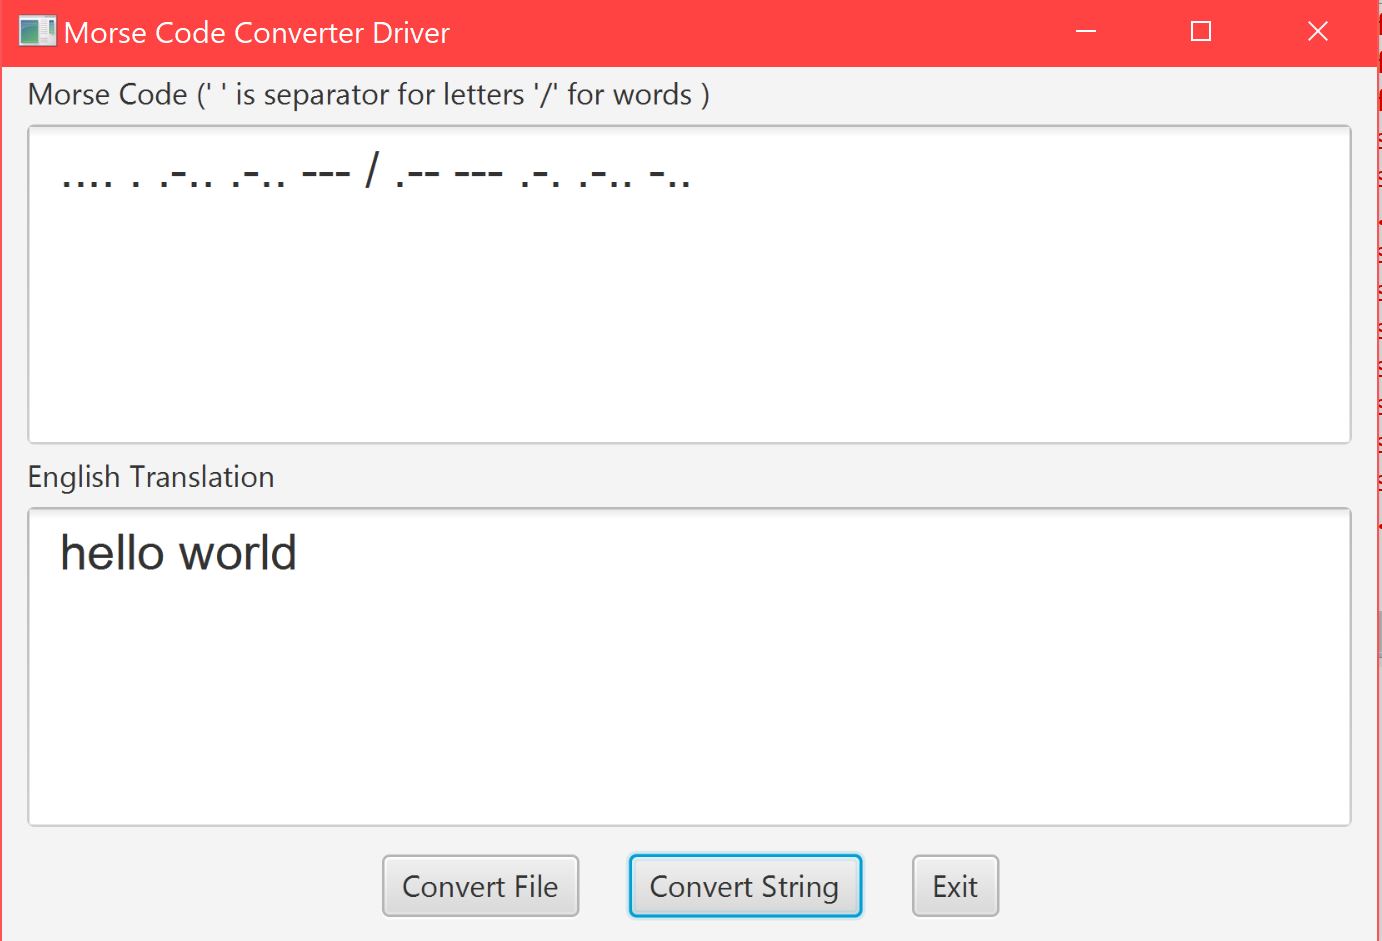 Morse Code Converter Driver
Morse Code (' ' is separator for letters '/' for words )
.... . .-.. .-.. --- / .-- --- .-. .-.. -..
English Translation
hello world
Convert File Convert String Exit